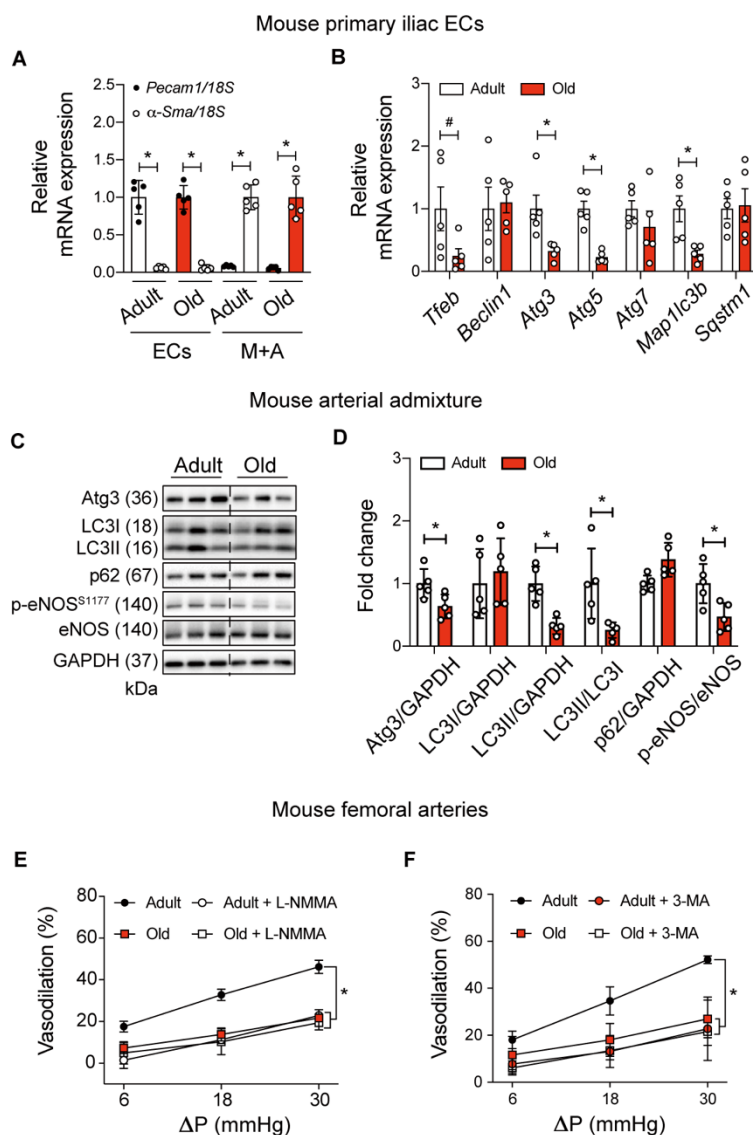 Mouse primary iliac ECs
A
Relative
mRNA expression
2.5
2.0
1.5
1.0
0.5
0.0
Pecam1/18S
α-Sma/18S
* * * *
Adult Old Adult Old
ECs M+A
B
Relative
mRNA expression
3
2
1
0
Adult Old
# * * *
Tfeb Beclin1 Atg3 Atg5 Atg7 Map1lc3b Sqstm1
Mouse arterial admixture
C
Adult Old
Atg3 (36)
LC3I (18)
LC3II (16)
p62 (67)
p-eNOSS1177 (140)
eNOS (140)
GAPDH (37)
kDa
D
Fold change
3
2
1
0
Adult Old
* * * *
Atg3/GAPDH LC3I/GAPDH LC3II/GAPDH LC3II/LC3I p62/GAPDH p-eNOS/eNOS
Mouse femoral arteries
E
Vasodilation (%)
80
60
40
20
0
Adult Adult + L-NMMA
Old Old + L-NMMA
*
6 18 30
ΔP (mmHg)
F
Vasodilation (%)
80
60
40
20
0
Adult Adult + 3-MA
Old Old + 3-MA
*
6 18 30
ΔP (mmHg)